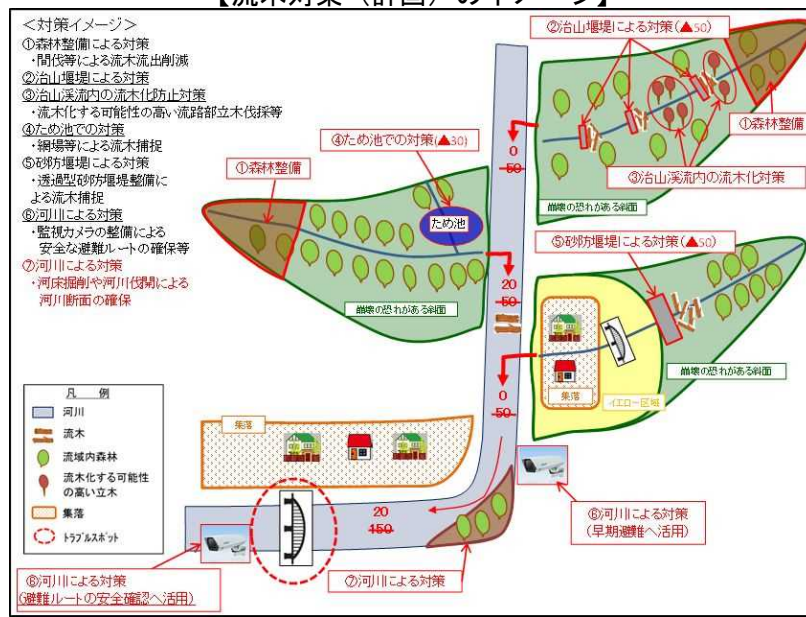 【流木対策（計画）のイメージ】
＜対策イメージ＞
①森林整備による対策
・間伐等による流木流出削減
②治山堰堤による対策
③治山渓流内の流木化防止対策
・流木化する可能性の高い流路部立木伐採等
④ため池での対策
・網場等による流木捕捉
⑤砂防堰堤による対策
・透過型砂防堰堤整備に
よる流木捕捉
⑥河川による対策
・監視カメラの整備による
安全な避難ルートの確保等
⑦河川による対策
・河床掘削や河川伐開による
河川断面の確保
②治山堰堤による対策(▲50)
①森林整備
③治山渓流内の流木化対策
崩壊の恐れがある斜面
0
50
④ため池での対策(▲30)
①森林整備
ため池
崩壊の恐れがある斜面
20
50
⑤砂防堰堤による対策(▲50)
崩壊の恐れがある斜面
集落
イエロー区域
0
50
凡 例
河川
流木
流域内森林
流木化する可能性
の高い立木
集落
トラブルスポット
集落
20
150
⑥河川による対策
(早期避難へ活用)
⑦河川による対策
⑥河川による対策
(避難ルートの安全確認へ活用)